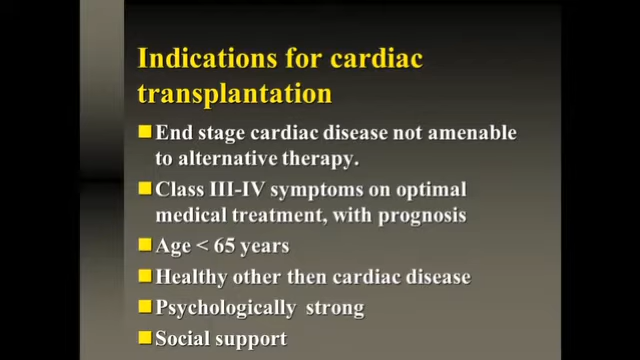 Indications for cardiac
transplantation
End stage cardiac disease not amenable
to alternative therapy.
Class III-IV symptoms on optimal
medical treatment, with prognosis
Age < 65 years
Healthy other then cardiac disease
Psychologically strong
Social support